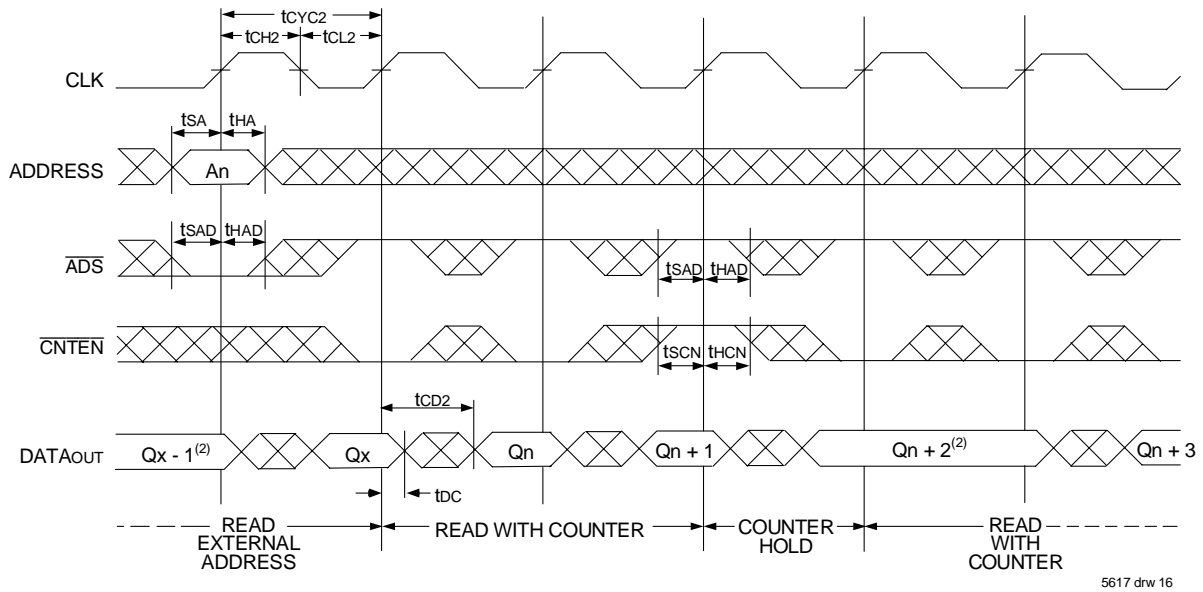 tCYC2
tCH2 tCL2
CLK
tSA tHA
ADDRESS An
tSAD tHAD
ADS tSAD tHAD
CNTEN tSCN tHCN
tCD2
DATAOUT Qx - 1(2) Qx Qn Qn + 1 Qn + 2(2) Qn + 3
tDC
READ EXTERNAL ADDRESS
READ WITH COUNTER
COUNTER HOLD
READ WITH COUNTER
5617 drw 16